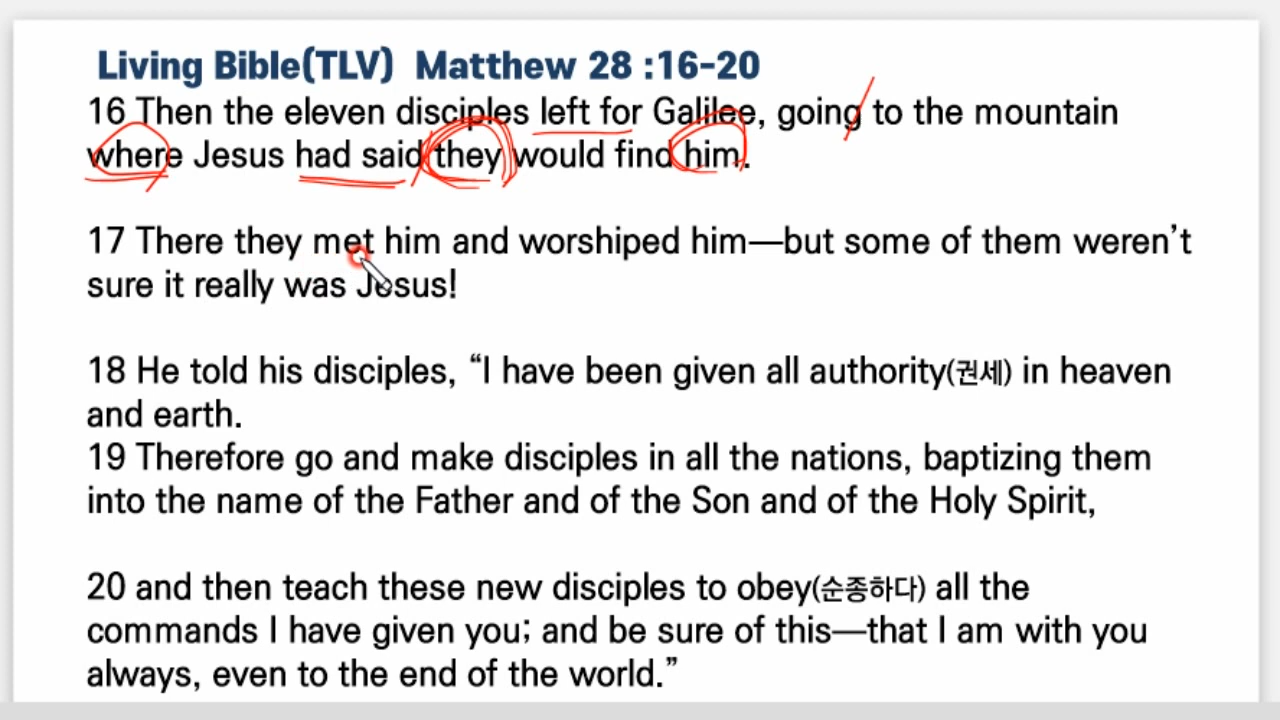 Living Bible(TLV) Matthew 28 :16-20
16 Then the eleven disciples left for Galilee, going to the mountain
where Jesus had said they would find him.
17 There they met him and worshiped him—but some of them weren't
sure it really was Jesus!
18 He told his disciples, “I have been given all authority(권세) in heaven
and earth.
19 Therefore go and make disciples in all the nations, baptizing them
into the name of the Father and of the Son and of the Holy Spirit,
20 and then teach these new disciples to obey(순종하다) all the
commands I have given you; and be sure of this—that I am with you
always, even to the end of the world.”